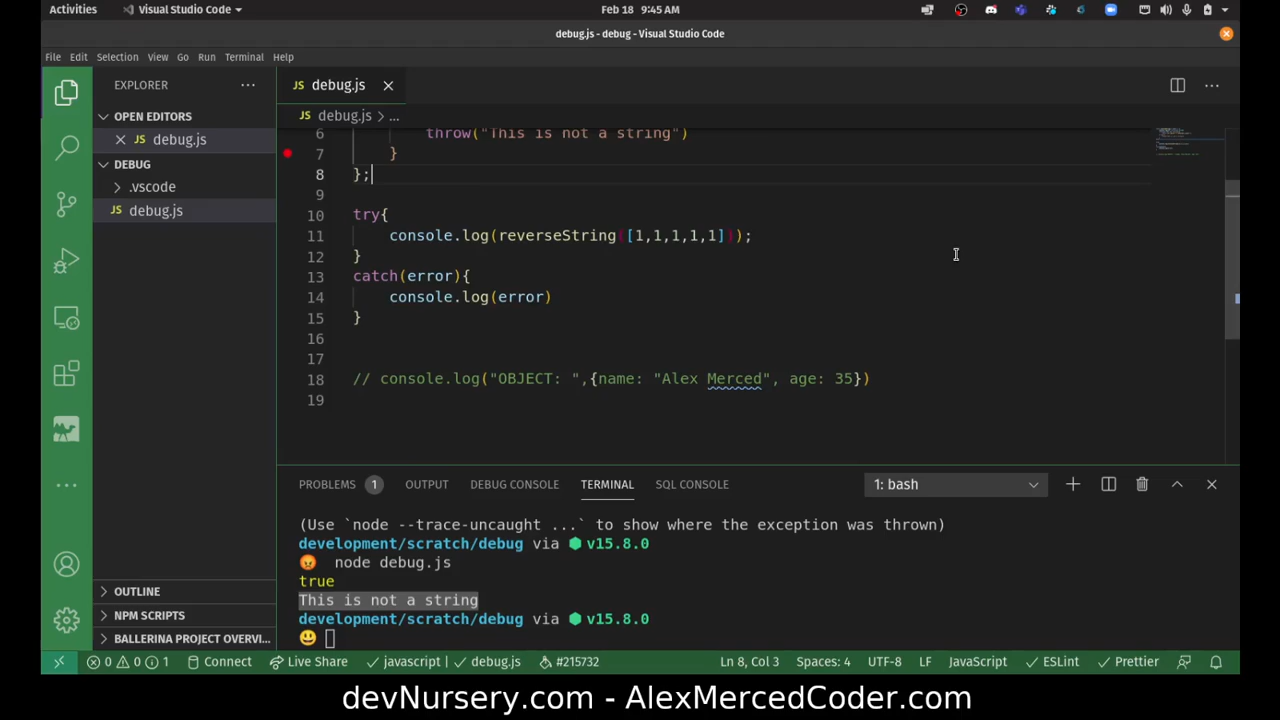 Activities Visual Studio Code Feb 18 9:45 AM
debug.js - debug - Visual Studio Code
File Edit Selection View Go Run Terminal Help
EXPLORER
OPEN EDITORS
JS debug.js
DEBUG
.vscode
JS debug.js
OUTLINE
NPM SCRIPTS
BALLERINA PROJECT OVERVI...
JS debug.js
JS debug.js > ...
6 throw("This is not a string")
7 }
8 };
9
10 try{
11 console.log(reverseString([1,1,1,1,1]));
12 }
13 catch(error){
14 console.log(error)
15 }
16
17
18 // console.log("OBJECT: ",{name: "Alex Merced", age: 35})
19
PROBLEMS 1 OUTPUT DEBUG CONSOLE TERMINAL SQL CONSOLE 1: bash
(Use `node --trace-uncaught ...` to show where the exception was thrown)
development/scratch/debug via v15.8.0
node debug.js
true
This is not a string
development/scratch/debug via v15.8.0
0 0 1 Connect Live Share javascript | debug.js #215732 Ln 8, Col 3 Spaces: 4 UTF-8 LF JavaScript ESLint Prettier
devNursery.com - AlexMercedCoder.com